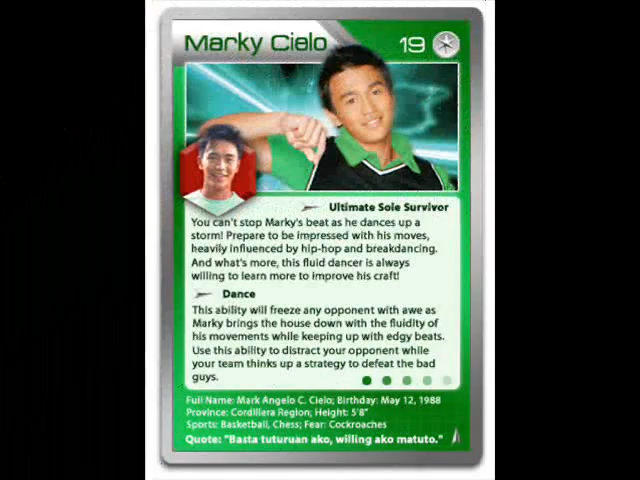 Marky Cielo 19
Ultimate Sole Survivor
You can't stop Marky's beat as he dances up a
storm! Prepare to be impressed with his moves,
heavily influenced by hip-hop and breakdancing.
And what's more, this fluid dancer is always
willing to learn more to improve his craft!
Dance
This ability will freeze any opponent with awe as
Marky brings the house down with the fluidity of
his movements while keeping up with edgy beats.
Use this ability to distract your opponent while
your team thinks up a strategy to defeat the bad
guys.
Full Name: Mark Angelo C. Cielo; Birthday: May 12, 1988
Province: Cordillera Region; Height: 5'8"
Sports: Basketball, Chess; Fear: Cockroaches
Quote: "Basta tuturuan ako, willing ako matuto."